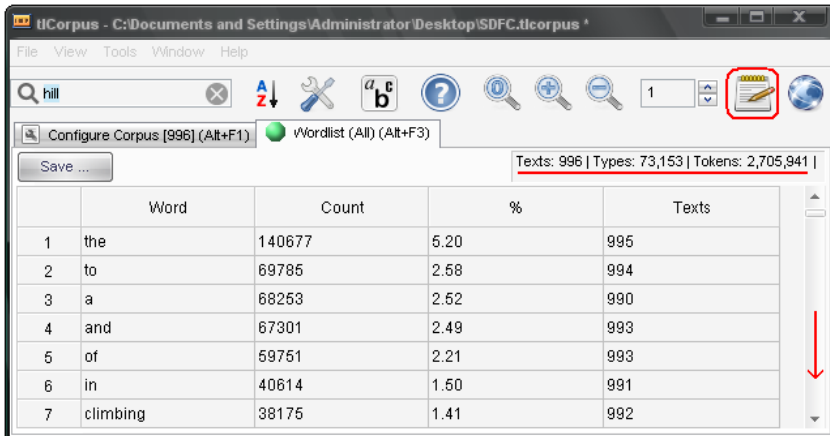 tlCorpus - C:\Documents and Settings\Administrator\Desktop\SDFC.tlcorpus *
File View Tools Window Help
hill A Z abc ? 0 1
Configure Corpus [996] (Alt+F1) Wordlist (All) (Alt+F3)
Save ... Texts: 996 | Types: 73,153 | Tokens: 2,705,941 |
Word Count % Texts
1 the 140677 5.20 995
2 to 69785 2.58 994
3 a 68253 2.52 990
4 and 67301 2.49 993
5 of 59751 2.21 993
6 in 40614 1.50 991
7 climbing 38175 1.41 992